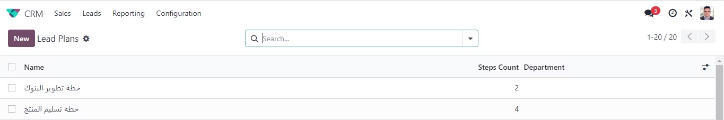 CRM Sales Leads Reporting Configuration 3
New Lead Plans Search... 1-20 / 20
Name Steps Count Department
خطة تطوير البنوك 2
خطة تسليم المنتج 4